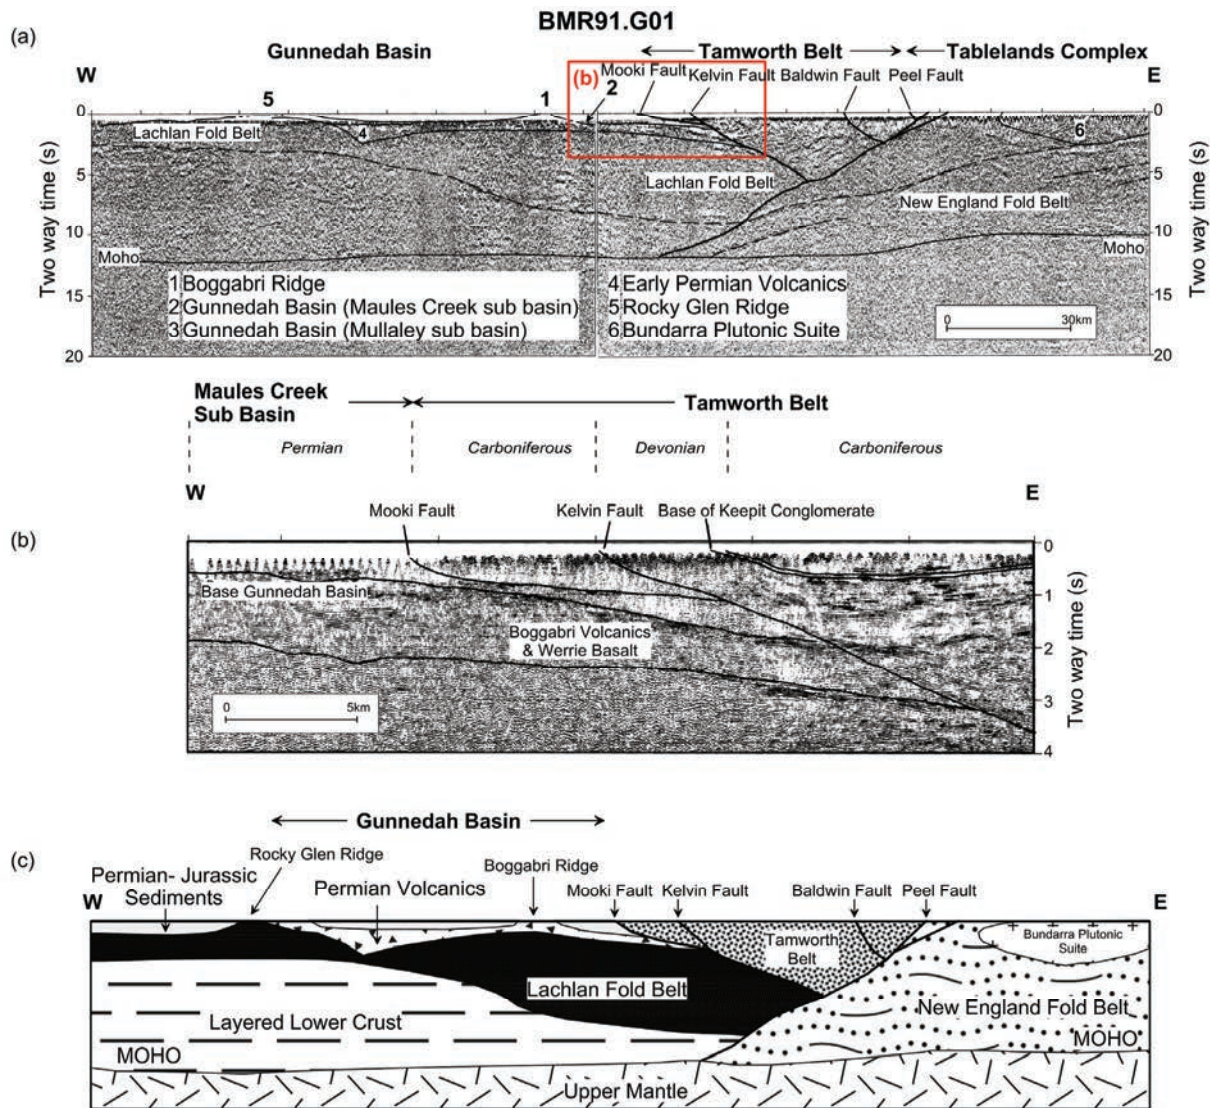 BMR91.G01
(a)
Gunnedah Basin
Tamworth Belt
Tablelands Complex
W
E
5
1
(b)
2
Mooki Fault
Kelvin Fault
Baldwin Fault
Peel Fault
0
5
10
15
20
Two way time (s)
Lachlan Fold Belt
4
6
Lachlan Fold Belt
New England Fold Belt
Moho
Moho
1 Boggabri Ridge
2 Gunnedah Basin (Maules Creek sub basin)
3 Gunnedah Basin (Mullaley sub basin)
4 Early Permian Volcanics
5 Rocky Glen Ridge
6 Bundarra Plutonic Suite
0 30km
0
5
10
15
20
Two way time (s)
Maules Creek
Sub Basin
Tamworth Belt
Permian
Carboniferous
Devonian
Carboniferous
W
E
Mooki Fault
Kelvin Fault
Base of Keepit Conglomerate
(b)
Base Gunnedah Basin
Boggabri Volcanics
& Werrie Basalt
0 5km
0
1
2
3
4
Two way time (s)
(c)
Gunnedah Basin
Rocky Glen Ridge
Boggabri Ridge
Permian- Jurassic
Sediments
Permian Volcanics
Mooki Fault
Kelvin Fault
Baldwin Fault
Peel Fault
W
E
Tamworth
Belt
Bundarra Plutonic
Suite
Lachlan Fold Belt
New England Fold Belt
Layered Lower Crust
MOHO
MOHO
Upper Mantle